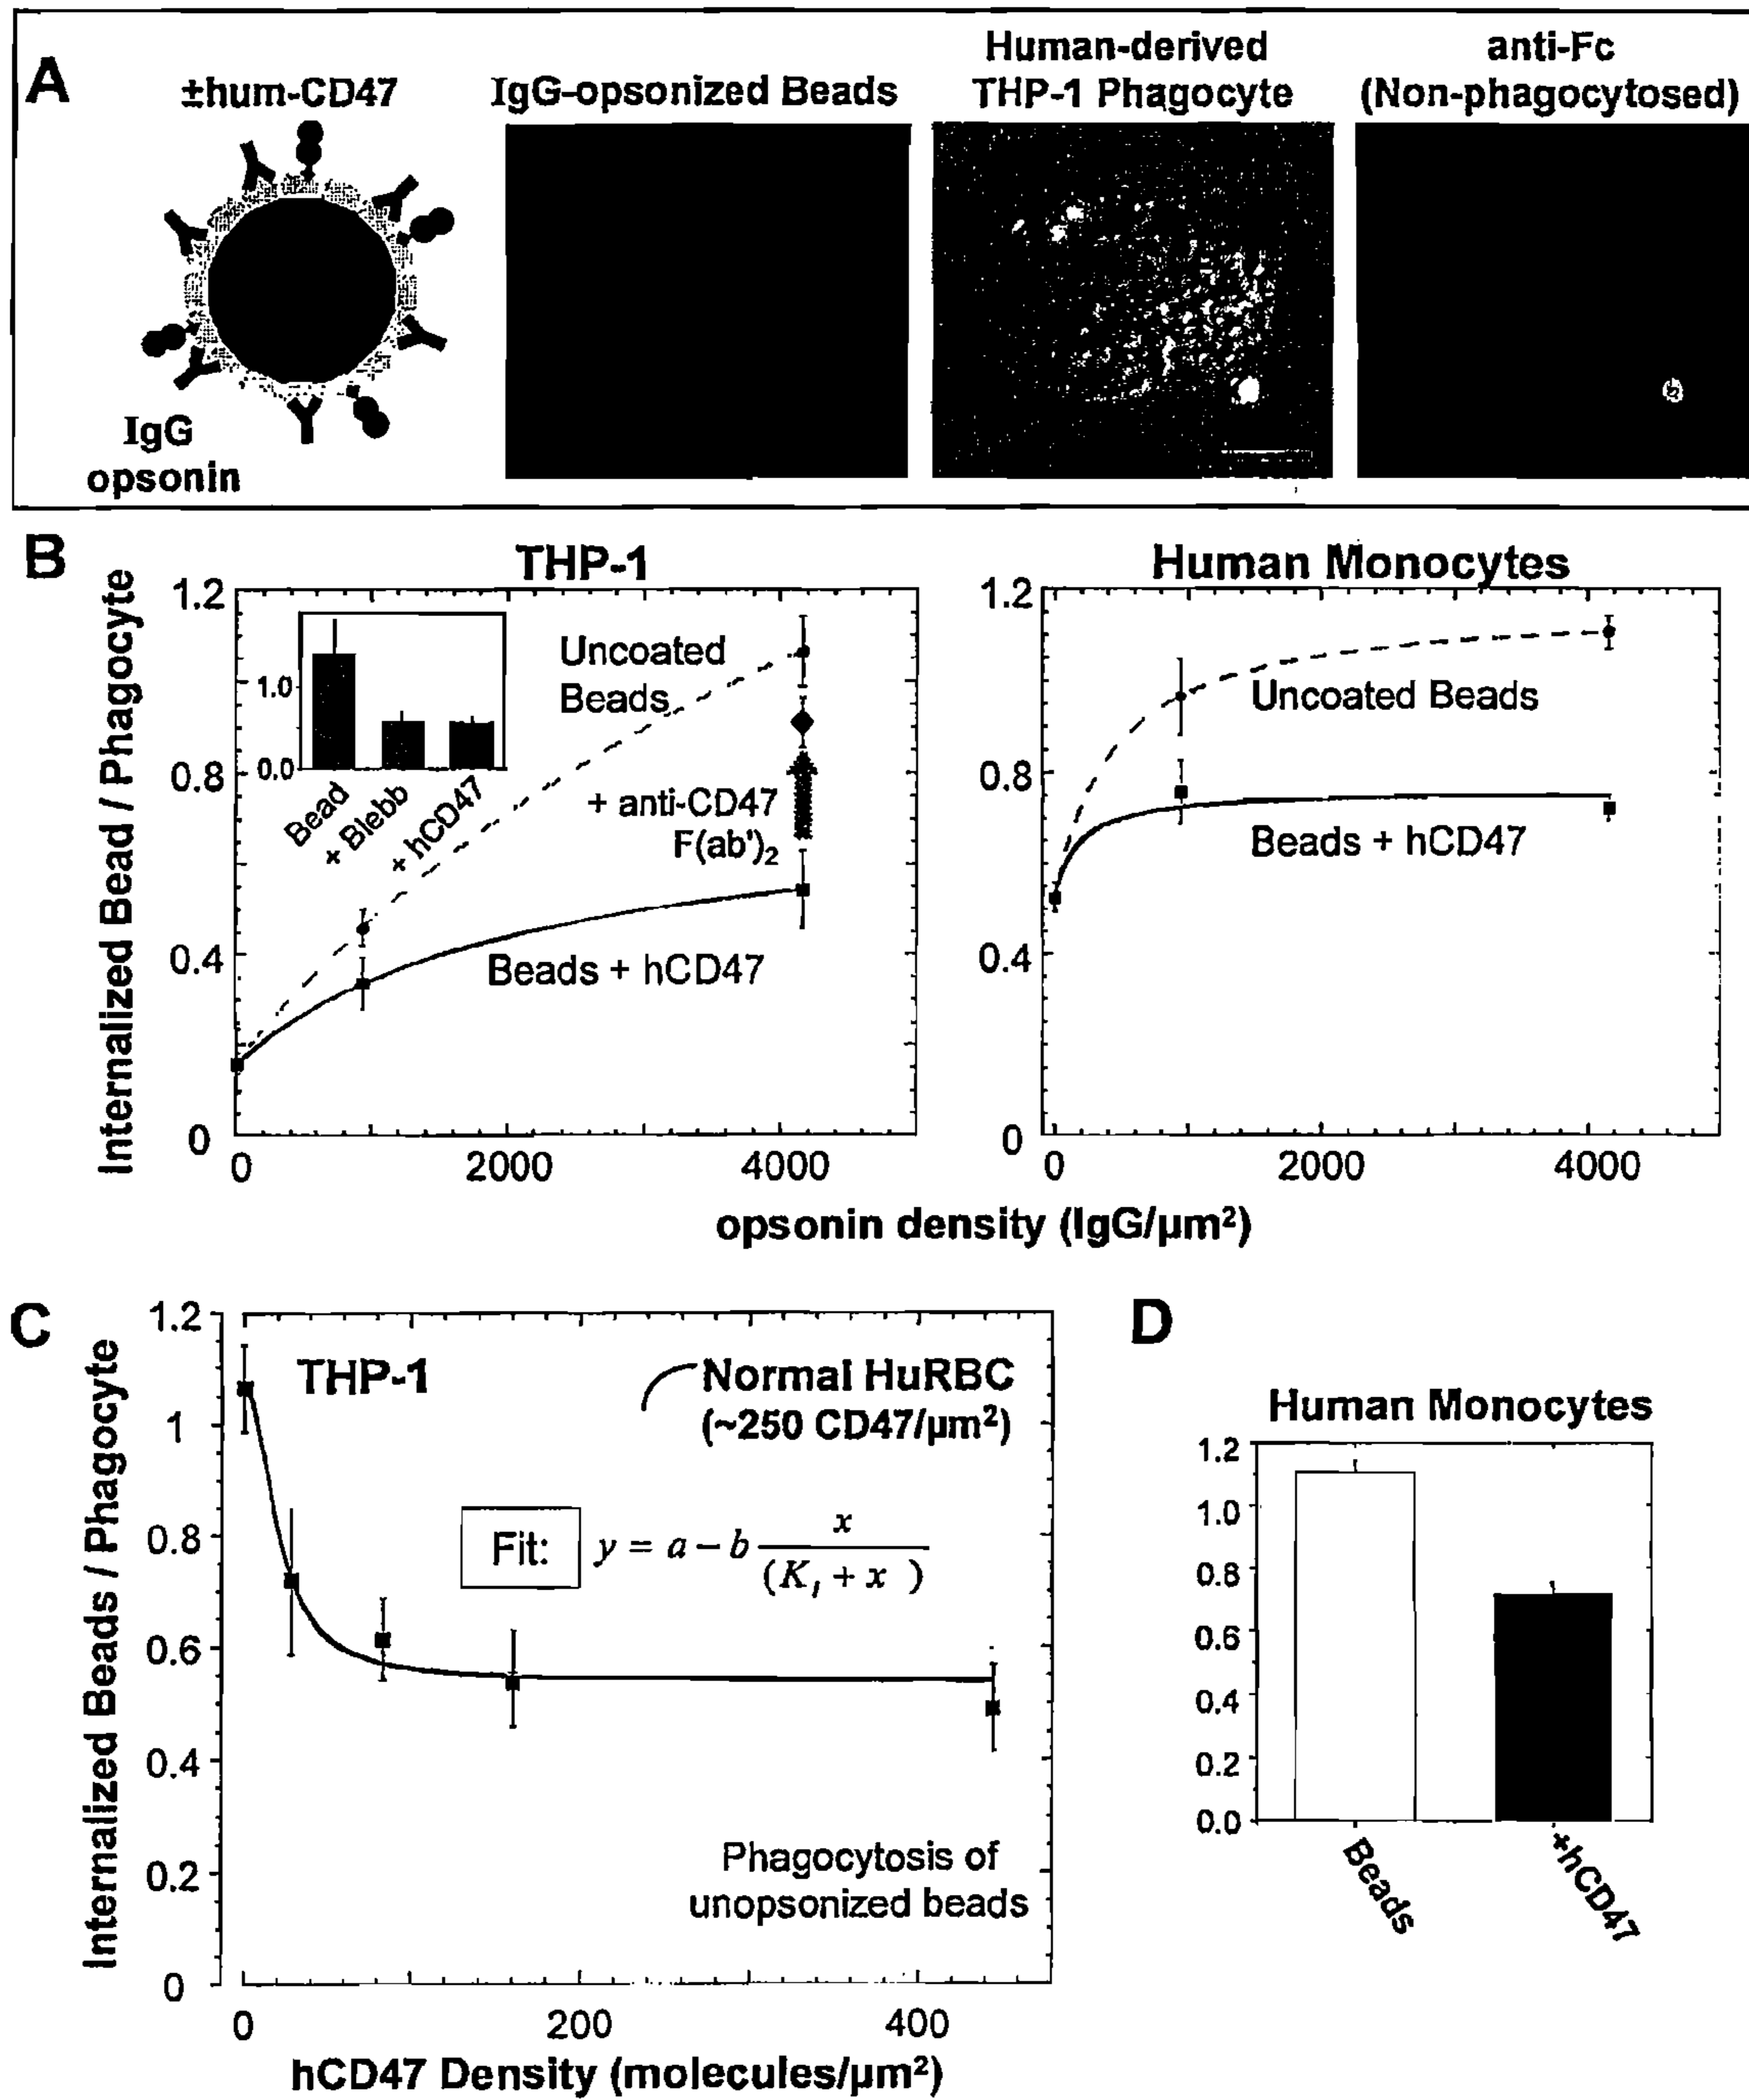 A
±hum-CD47
IgG-opsonized Beads
Human-derived
THP-1 Phagocyte
anti-Fc
(Non-phagocytosed)
IgG
opsonin
B
THP-1
Internalized Bead / Phagocyte
1.2
0.8
0.4
0
1.0
0.0
Bead
+ Blebb
+ hCD47
Uncoated
Beads
+ anti-CD47
F(ab')₂
Beads + hCD47
0
2000
4000
Human Monocytes
1.2
0.8
0.4
0
Uncoated Beads
Beads + hCD47
0
2000
4000
opsonin density (IgG/µm²)
C
Internalized Beads / Phagocyte
1.2
1
0.8
0.6
0.4
0.2
0
THP-1
Normal HuRBC
(~250 CD47/µm²)
Fit: y = a – b x / (K_I + x )
Phagocytosis of
unopsonized beads
0
200
400
hCD47 Density (molecules/µm²)
D
Human Monocytes
1.2
1.0
0.8
0.6
0.4
0.2
0.0
Beads
+hCD47